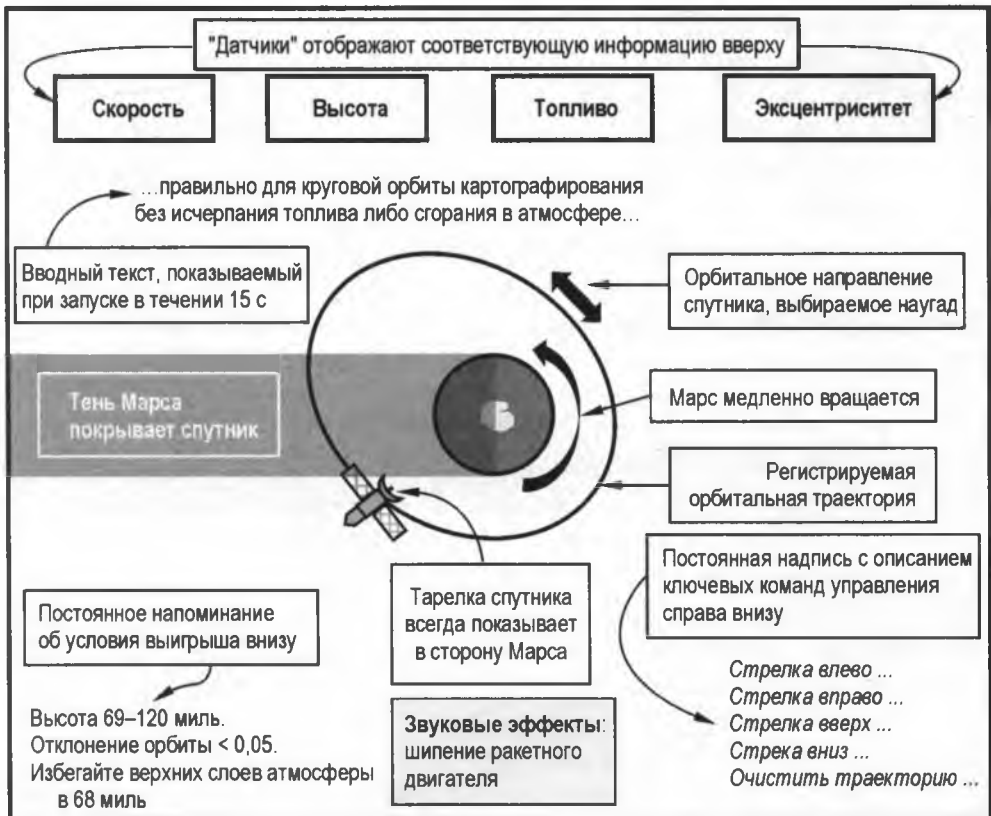 "Датчики" отображают соответствующую информацию вверху
Скорость
Высота
Топливо
Эксцентриситет
...правильно для круговой орбиты картографирования
без исчерпания топлива либо сгорания в атмосфере...
Вводный текст, показываемый
при запуске в течении 15 с
Орбитальное направление
спутника, выбираемое наугад
Тень Марса
покрывает спутник
Марс медленно вращается
Регистрируемая
орбитальная траектория
Постоянная надпись с описанием
ключевых команд управления
справа внизу
Постоянное напоминание
об условия выигрыша внизу
Тарелка спутника
всегда показывает
в сторону Марса
Высота 69–120 миль.
Отклонение орбиты < 0,05.
Избегайте верхних слоев атмосферы
в 68 миль
Звуковые эффекты:
шипение ракетного
двигателя
Стрелка влево ...
Стрелка вправо ...
Стрелка вверх ...
Стрека вниз ...
Очистить траекторию ...